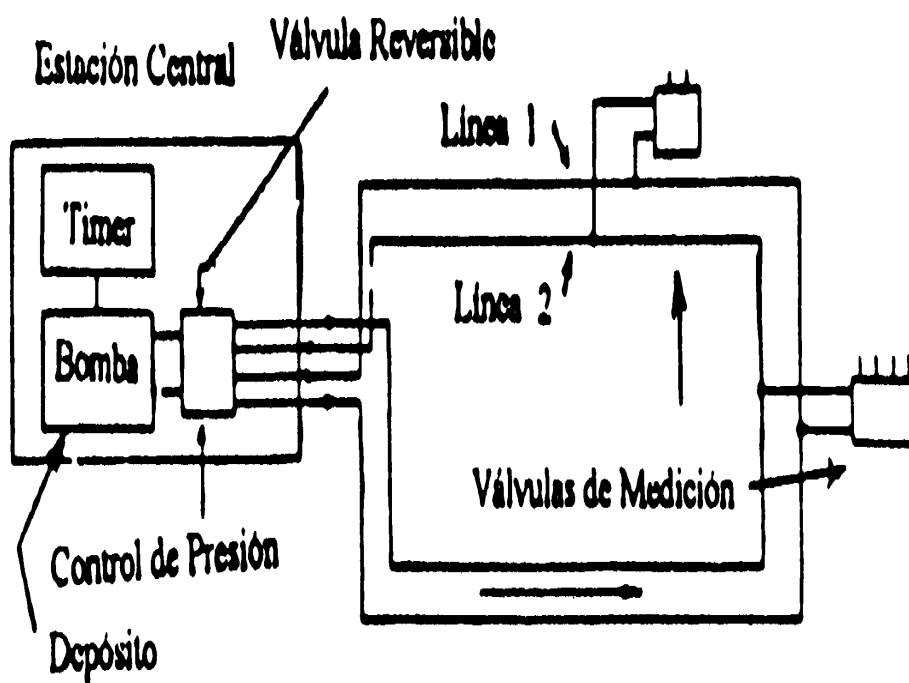 Estación Central
Válvula Reversible
Línea 1
Timer
Línea 2
Bomba
Válvulas de Medición
Control de Presión
Depósito